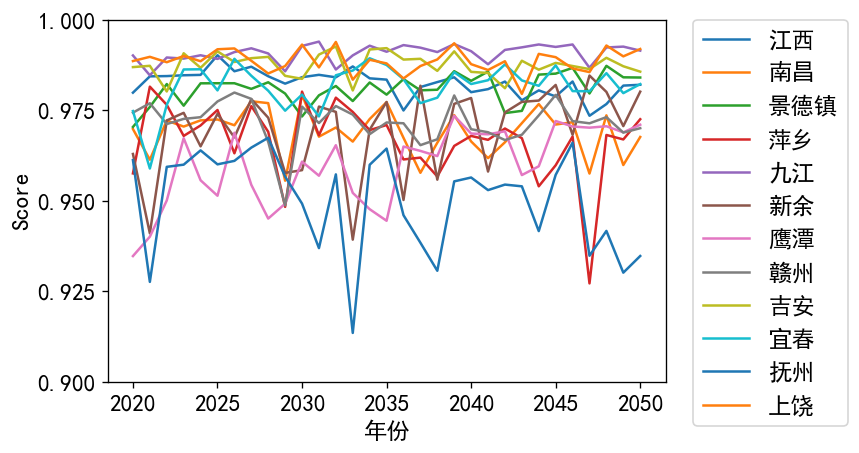 1.000
0.975
0.950
0.925
0.900
Score
2020
2025
2030
2035
2040
2045
2050
年份
江西
南昌
景德镇
萍乡
九江
新余
鹰潭
赣州
吉安
宜春
抚州
上饶